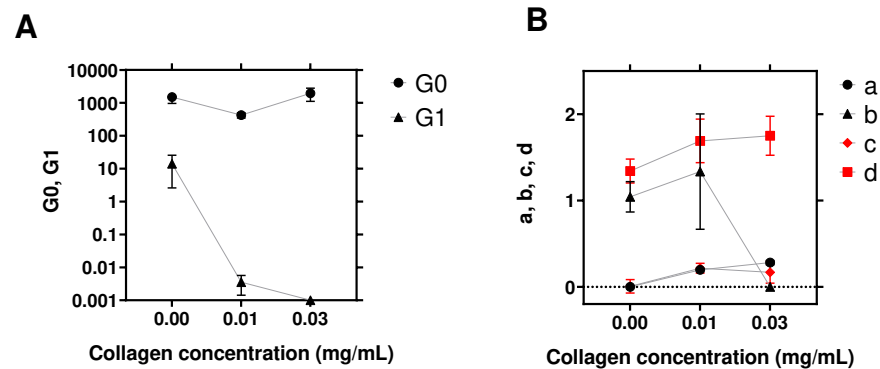 A
G0, G1
10000
1000
100
10
1
0.1
0.01
0.001
0.00 0.01 0.03
Collagen concentration (mg/mL)
G0
G1
B
a, b, c, d
2
1
0
0.00 0.01 0.03
Collagen concentration (mg/mL)
a
b
c
d